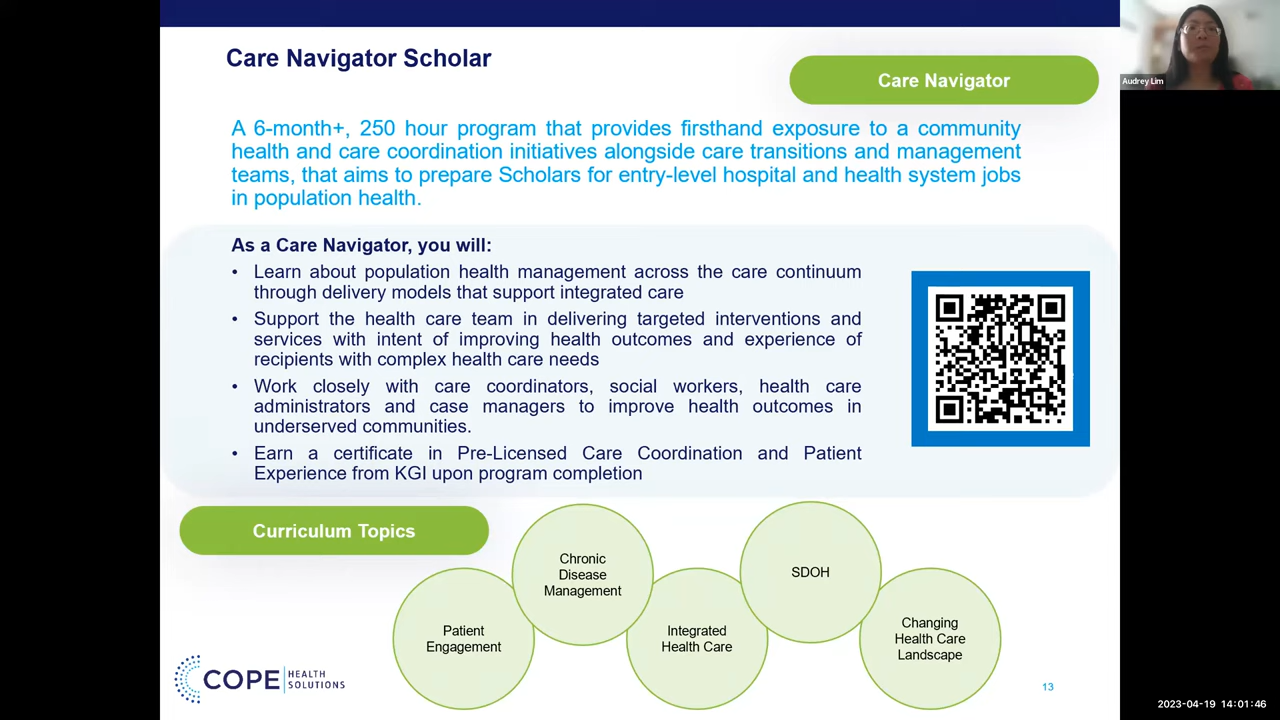 Care Navigator Scholar
Care Navigator
Audrey Lim
A 6-month+, 250 hour program that provides firsthand exposure to a community
health and care coordination initiatives alongside care transitions and management
teams, that aims to prepare Scholars for entry-level hospital and health system jobs
in population health.
As a Care Navigator, you will:
• Learn about population health management across the care continuum
through delivery models that support integrated care
• Support the health care team in delivering targeted interventions and
services with intent of improving health outcomes and experience of
recipients with complex health care needs
• Work closely with care coordinators, social workers, health care
administrators and case managers to improve health outcomes in
underserved communities.
• Earn a certificate in Pre-Licensed Care Coordination and Patient
Experience from KGI upon program completion
Curriculum Topics
Patient
Engagement
Chronic
Disease
Management
Integrated
Health Care
SDOH
Changing
Health Care
Landscape
COPE HEALTH
SOLUTIONS
13
2023-04-19 14:01:46